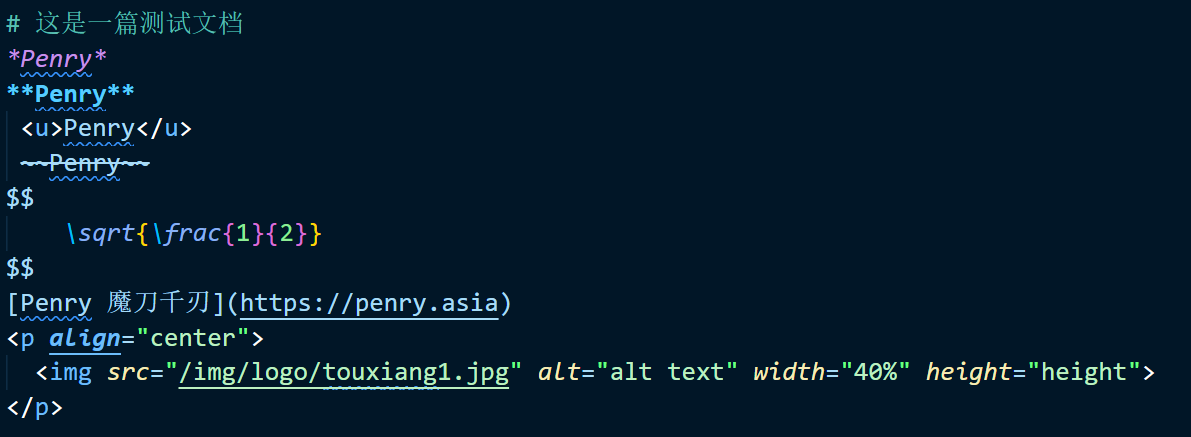 # 这是一篇测试文档
*Penry*
**Penry**
<u>Penry</u>
~~Penry~~
$$
\sqrt{\frac{1}{2}}
$$
[Penry 魔刀千刃](https://penry.asia)
<p align="center">
<img src="/img/logo/touxiang1.jpg" alt="alt text" width="40%" height="height">
</p>